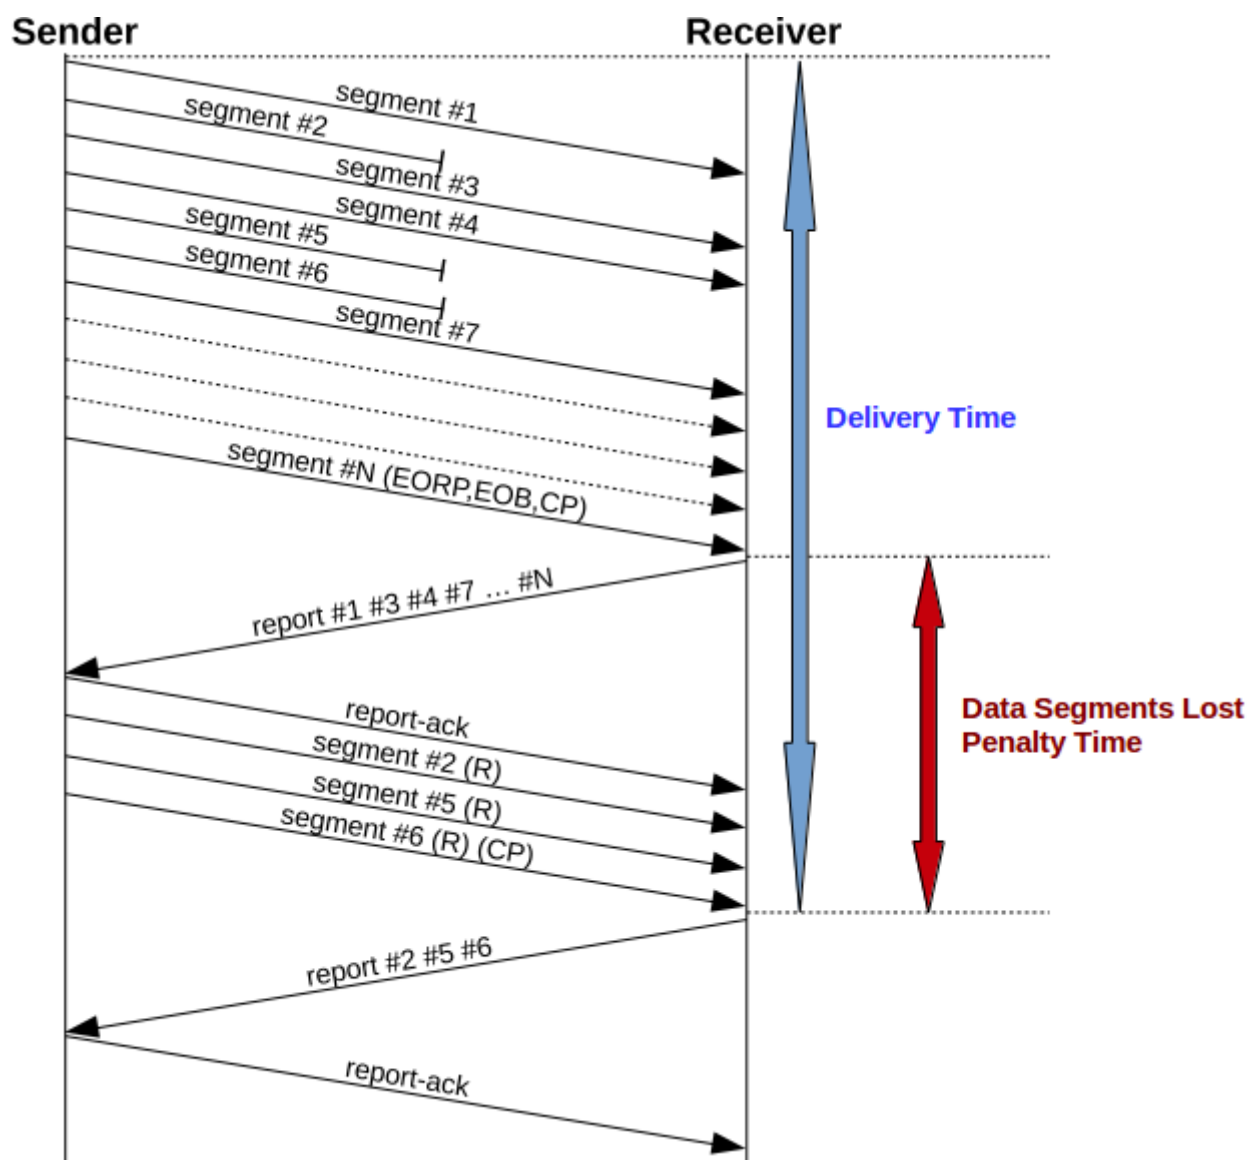 Sender
Receiver
segment #1
segment #2
segment #3
segment #4
segment #5
segment #6
segment #7
Delivery Time
segment #N (EORP,EOB,CP)
report #1 #3 #4 #7 ... #N
report-ack
Data Segments Lost
Penalty Time
segment #2 (R)
segment #5 (R)
segment #6 (R) (CP)
report #2 #5 #6
report-ack